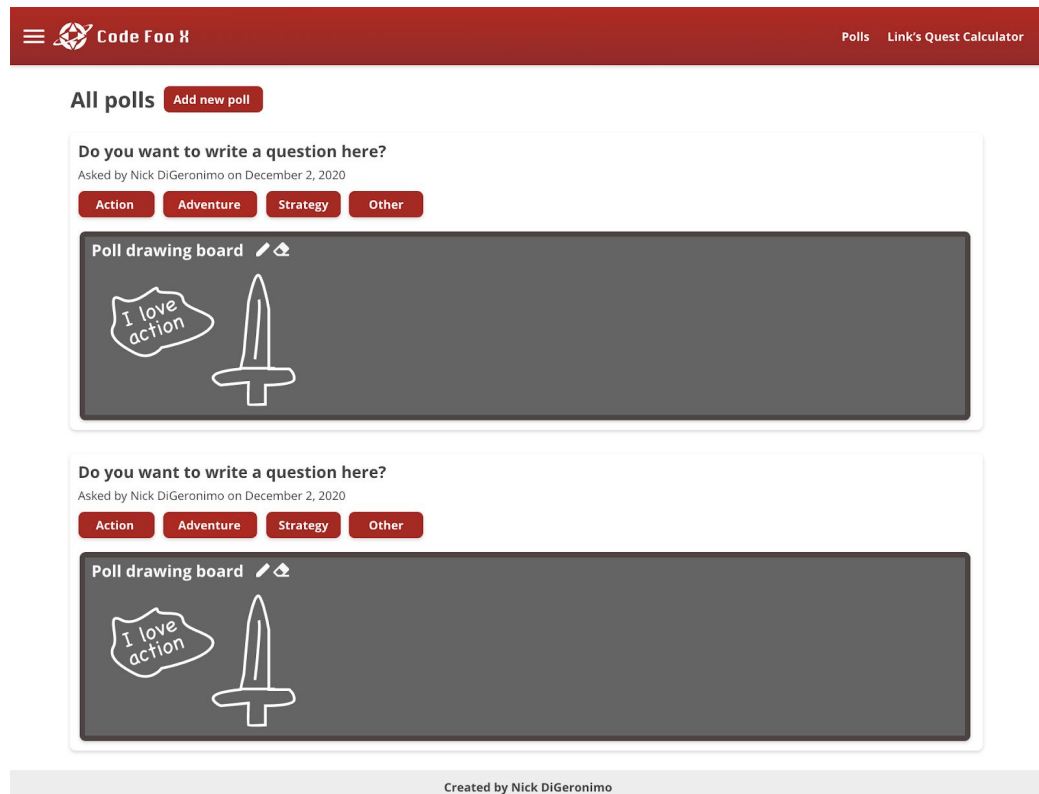 Code Foo X
Polls Link's Quest Calculator
All polls Add new poll
Do you want to write a question here?
Asked by Nick DiGeronimo on December 2, 2020
Action Adventure Strategy Other
Poll drawing board
I love
action
Do you want to write a question here?
Asked by Nick DiGeronimo on December 2, 2020
Action Adventure Strategy Other
Poll drawing board
I love
action
Created by Nick DiGeronimo